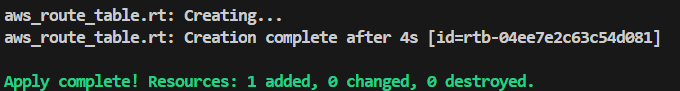 aws_route_table.rt: Creating...
aws_route_table.rt: Creation complete after 4s [id=rtb-04ee7e2c63c54d081]
Apply complete! Resources: 1 added, 0 changed, 0 destroyed.